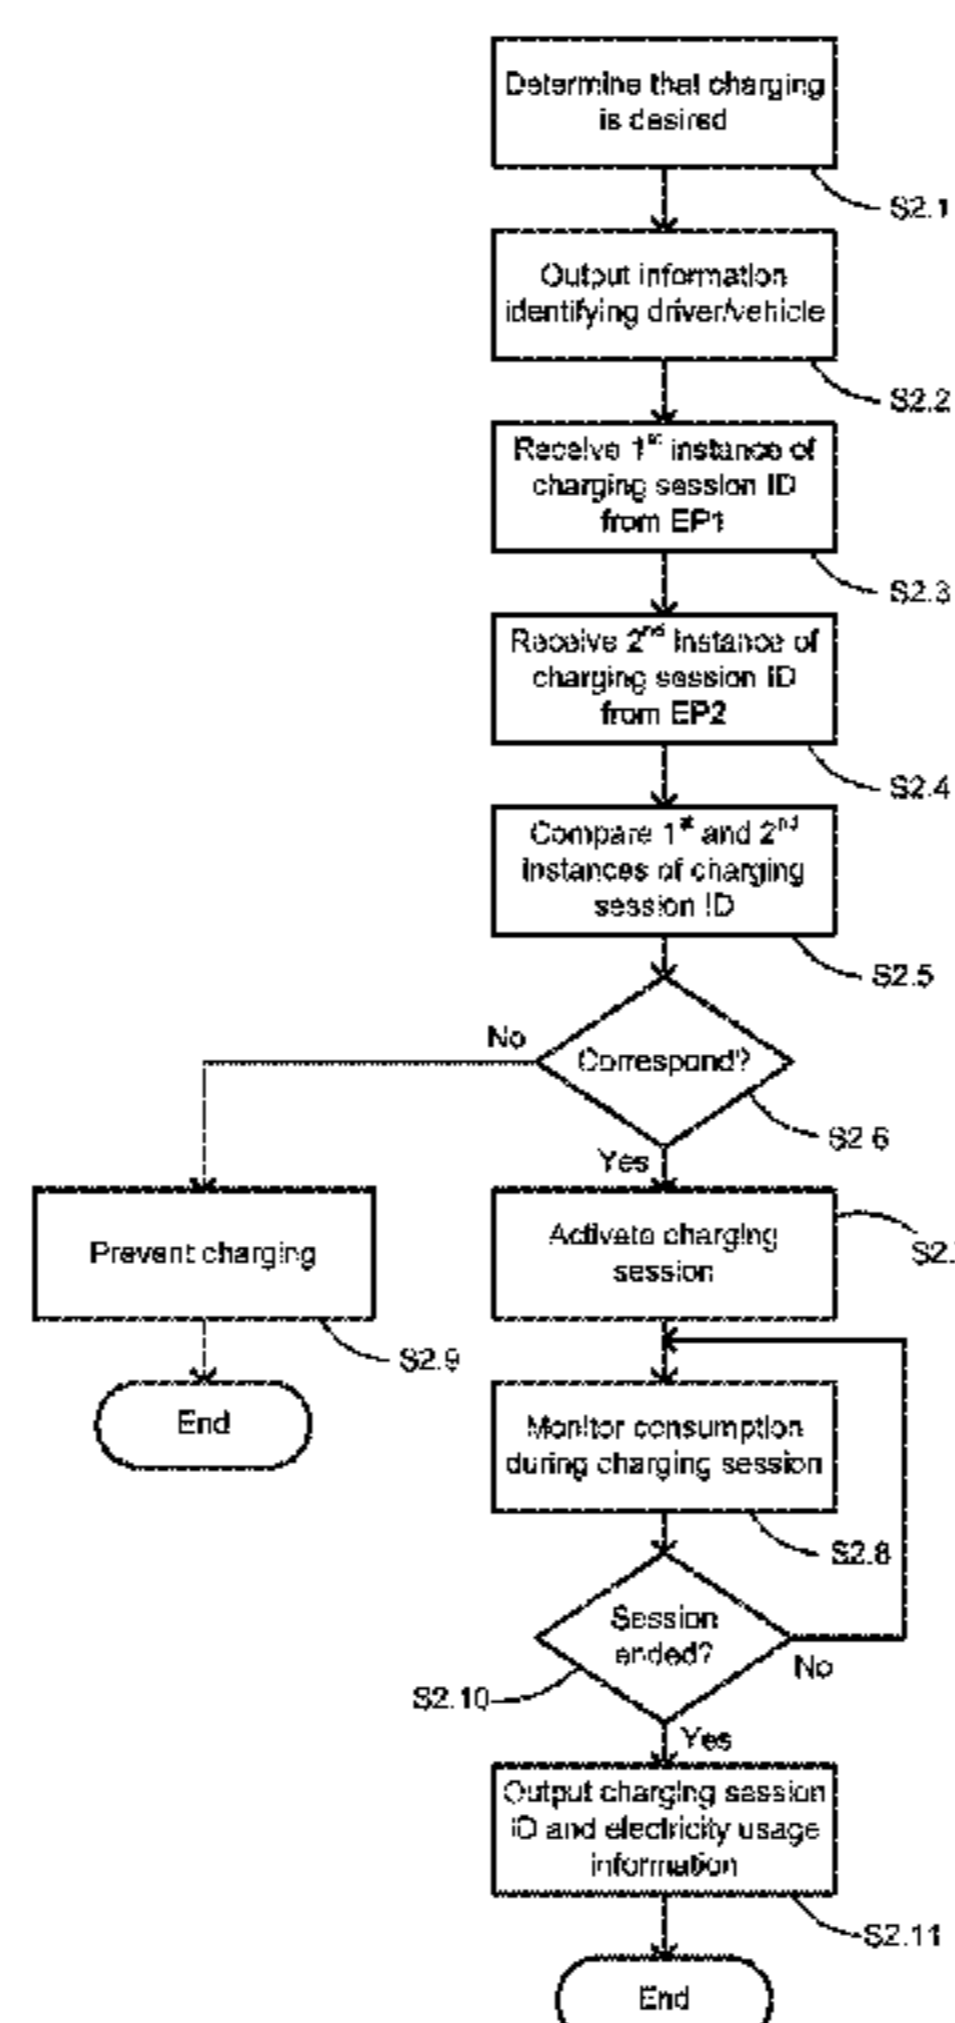 Determine that charging
is desired
S2.1
Output information
identifying driver/vehicle
S2.2
Receive 1st instance of
charging session ID
from EP1
S2.3
Receive 2nd instance of
charging session ID
from EP2
S2.4
Compare 1st and 2nd
instances of charging
session ID
S2.5
Correspond?
S2.6
No
Yes
Prevent charging
S2.9
End
Activate charging
session
S2.
Monitor consumption
during charging session
S2.8
Session
ended?
S2.10
No
Yes
Output charging session
ID and electricity usage
information
S2.11
End